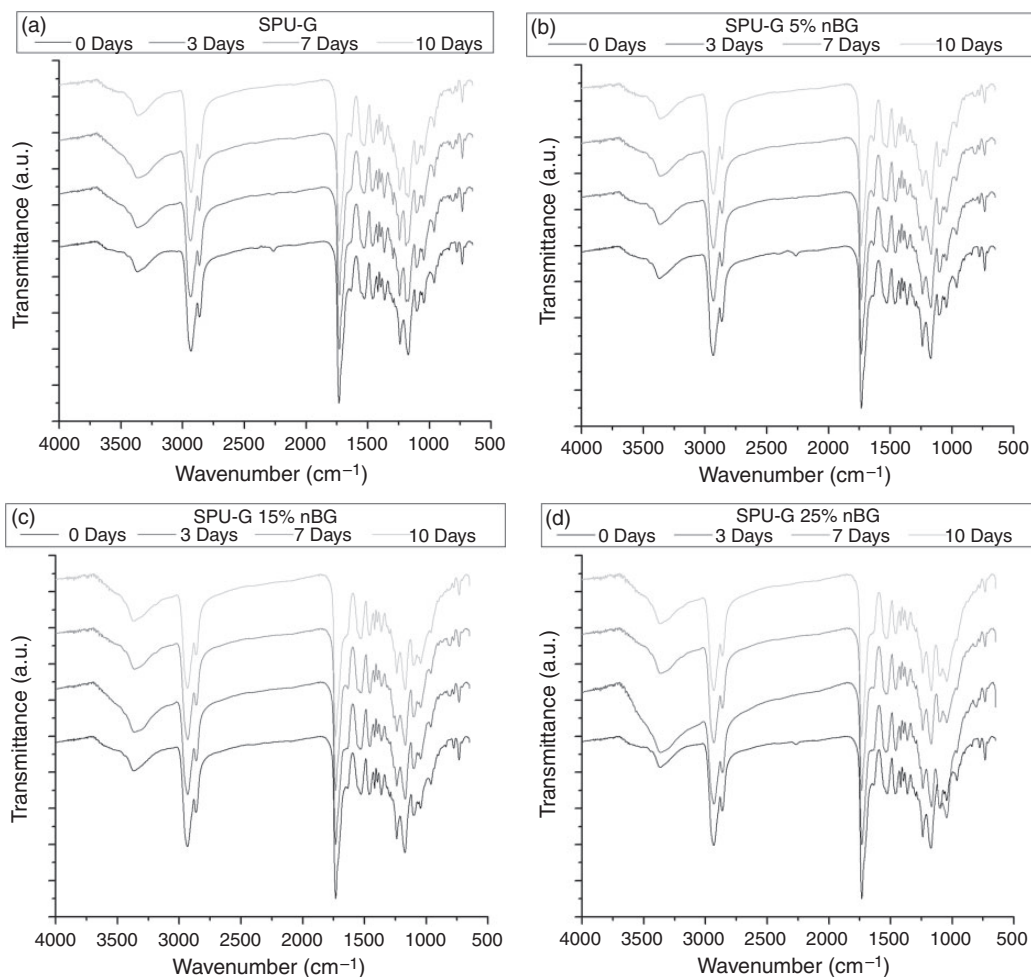 (a) SPU-G
0 Days 3 Days 7 Days 10 Days
Transmittance (a.u.)
4000 3500 3000 2500 2000 1500 1000 500
Wavenumber (cm⁻¹)
(b) SPU-G 5% nBG
0 Days 3 Days 7 Days 10 Days
Transmittance (a.u.)
4000 3500 3000 2500 2000 1500 1000 500
Wavenumber (cm⁻¹)
(c) SPU-G 15% nBG
0 Days 3 Days 7 Days 10 Days
Transmittance (a.u.)
4000 3500 3000 2500 2000 1500 1000 500
Wavenumber (cm⁻¹)
(d) SPU-G 25% nBG
0 Days 3 Days 7 Days 10 Days
Transmittance (a.u.)
4000 3500 3000 2500 2000 1500 1000 500
Wavenumber (cm⁻¹)